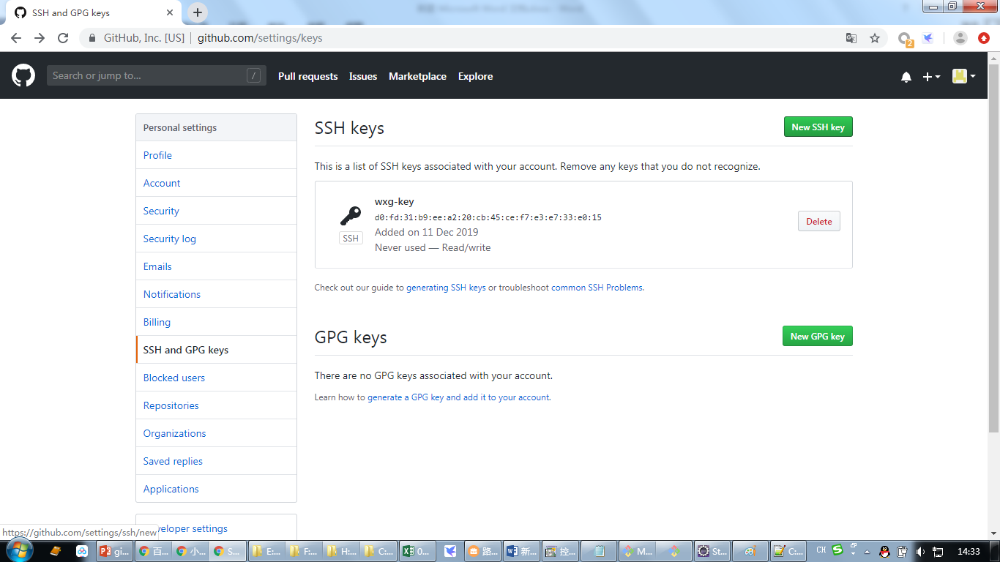 SSH and GPG keys
GitHub, Inc. [US] | github.com/settings/keys
2
Search or jump to... /
Pull requests Issues Marketplace Explore
Personal settings
Profile
Account
Security
Security log
Emails
Notifications
Billing
SSH and GPG keys
Blocked users
Repositories
Organizations
Saved replies
Applications
SSH keys
New SSH key
This is a list of SSH keys associated with your account. Remove any keys that you do not recognize.
wxg-key
d0:fd:31:b9:ee:a2:20:cb:45:ce:f7:e3:e7:33:e0:15
SSH
Added on 11 Dec 2019
Never used — Read/write
Delete
Check out our guide to generating SSH keys or troubleshoot common SSH Problems.
GPG keys
New GPG key
There are no GPG keys associated with your account.
Learn how to generate a GPG key and add it to your account.
veloper settings
https://github.com/settings/ssh/new
gi... 百... 小... S... E:... F:... H:... C:... 0... 路... 新... 控... M... St... C:... CH 14:33